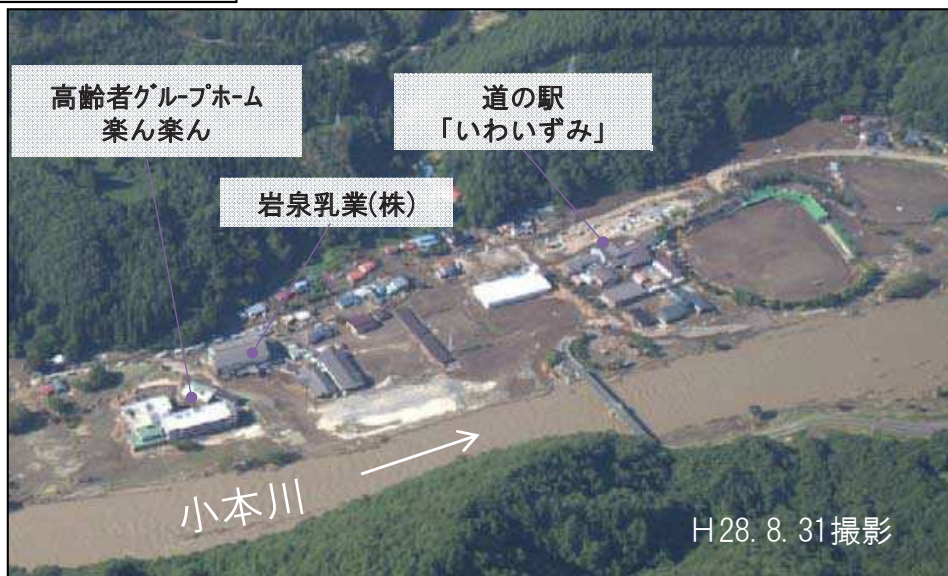 高齢者ｸﾞﾙｰﾌﾟﾎｰﾑ
楽ん楽ん
道の駅
「いわいずみ」
岩泉乳業(株)
小本川
H28.8.31撮影